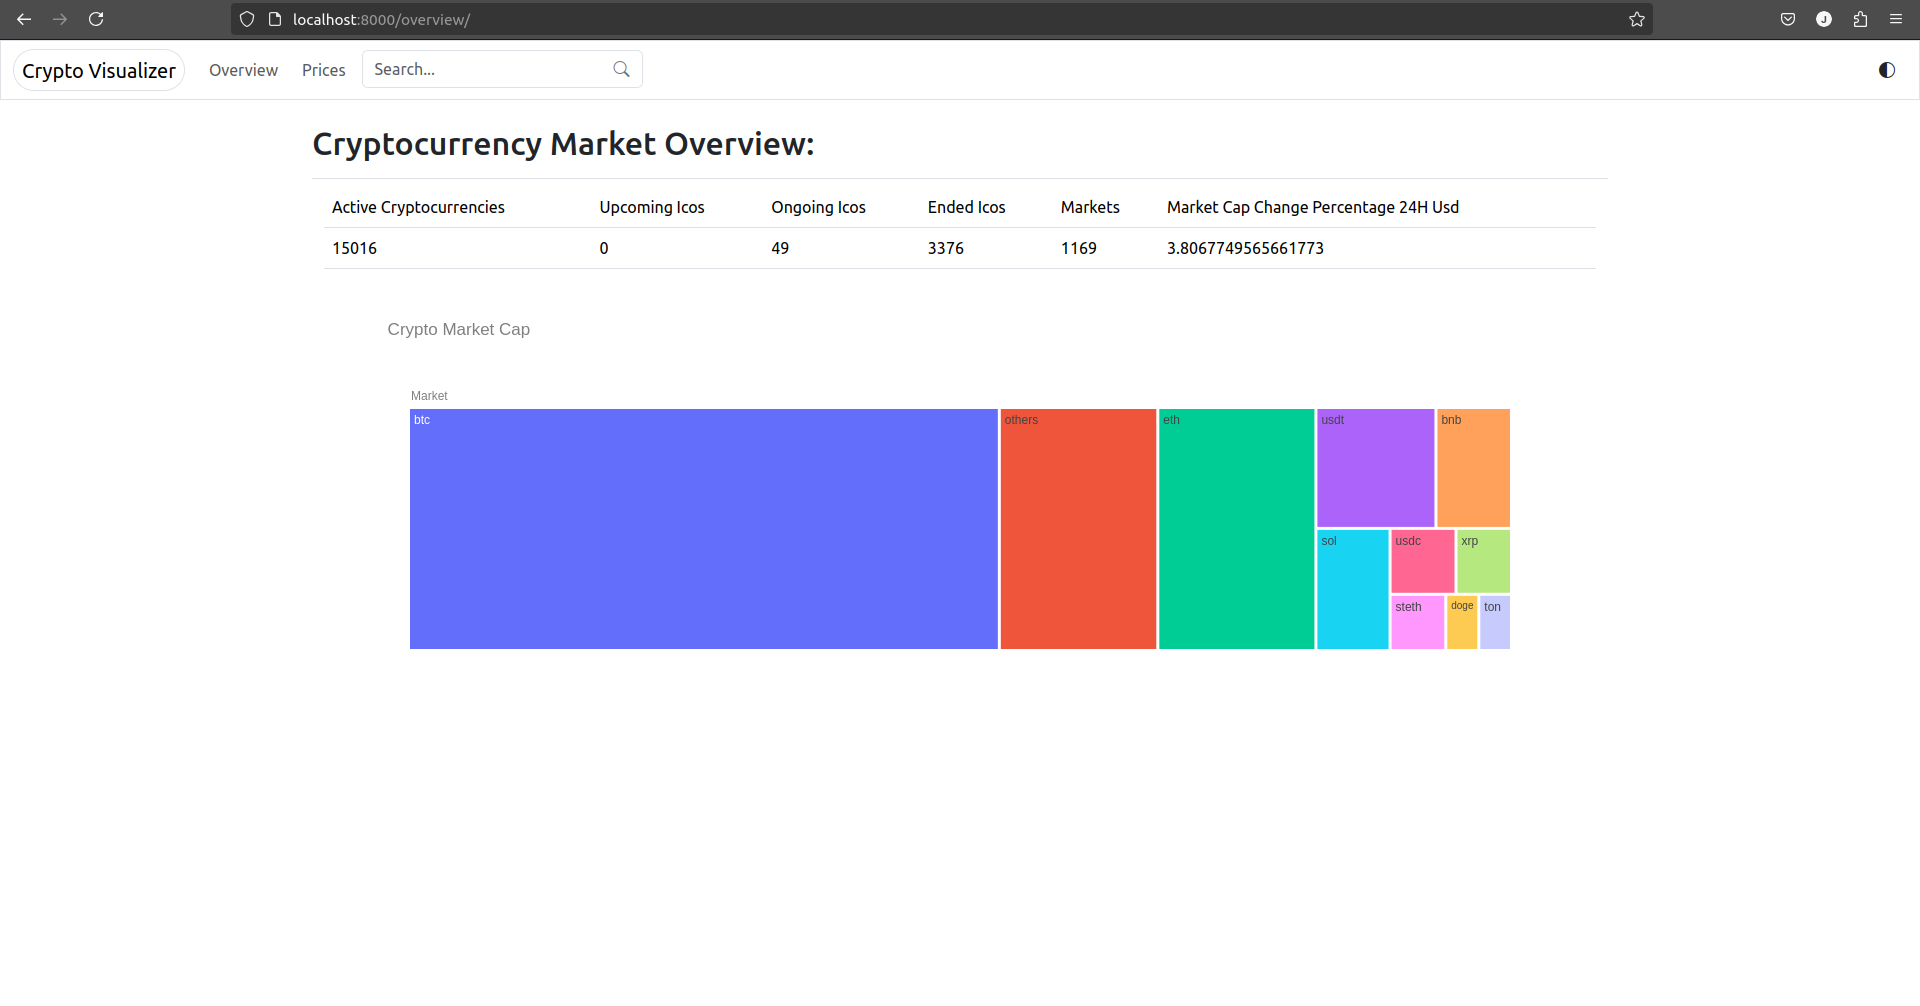 localhost:8000/overview/
J
Crypto Visualizer Overview Prices Search...
Cryptocurrency Market Overview:
Active Cryptocurrencies Upcoming Icos Ongoing Icos Ended Icos Markets Market Cap Change Percentage 24H Usd
15016 0 49 3376 1169 3.8067749565661773
Crypto Market Cap
Market
btc others eth usdt bnb
sol usdc xrp
steth doge ton